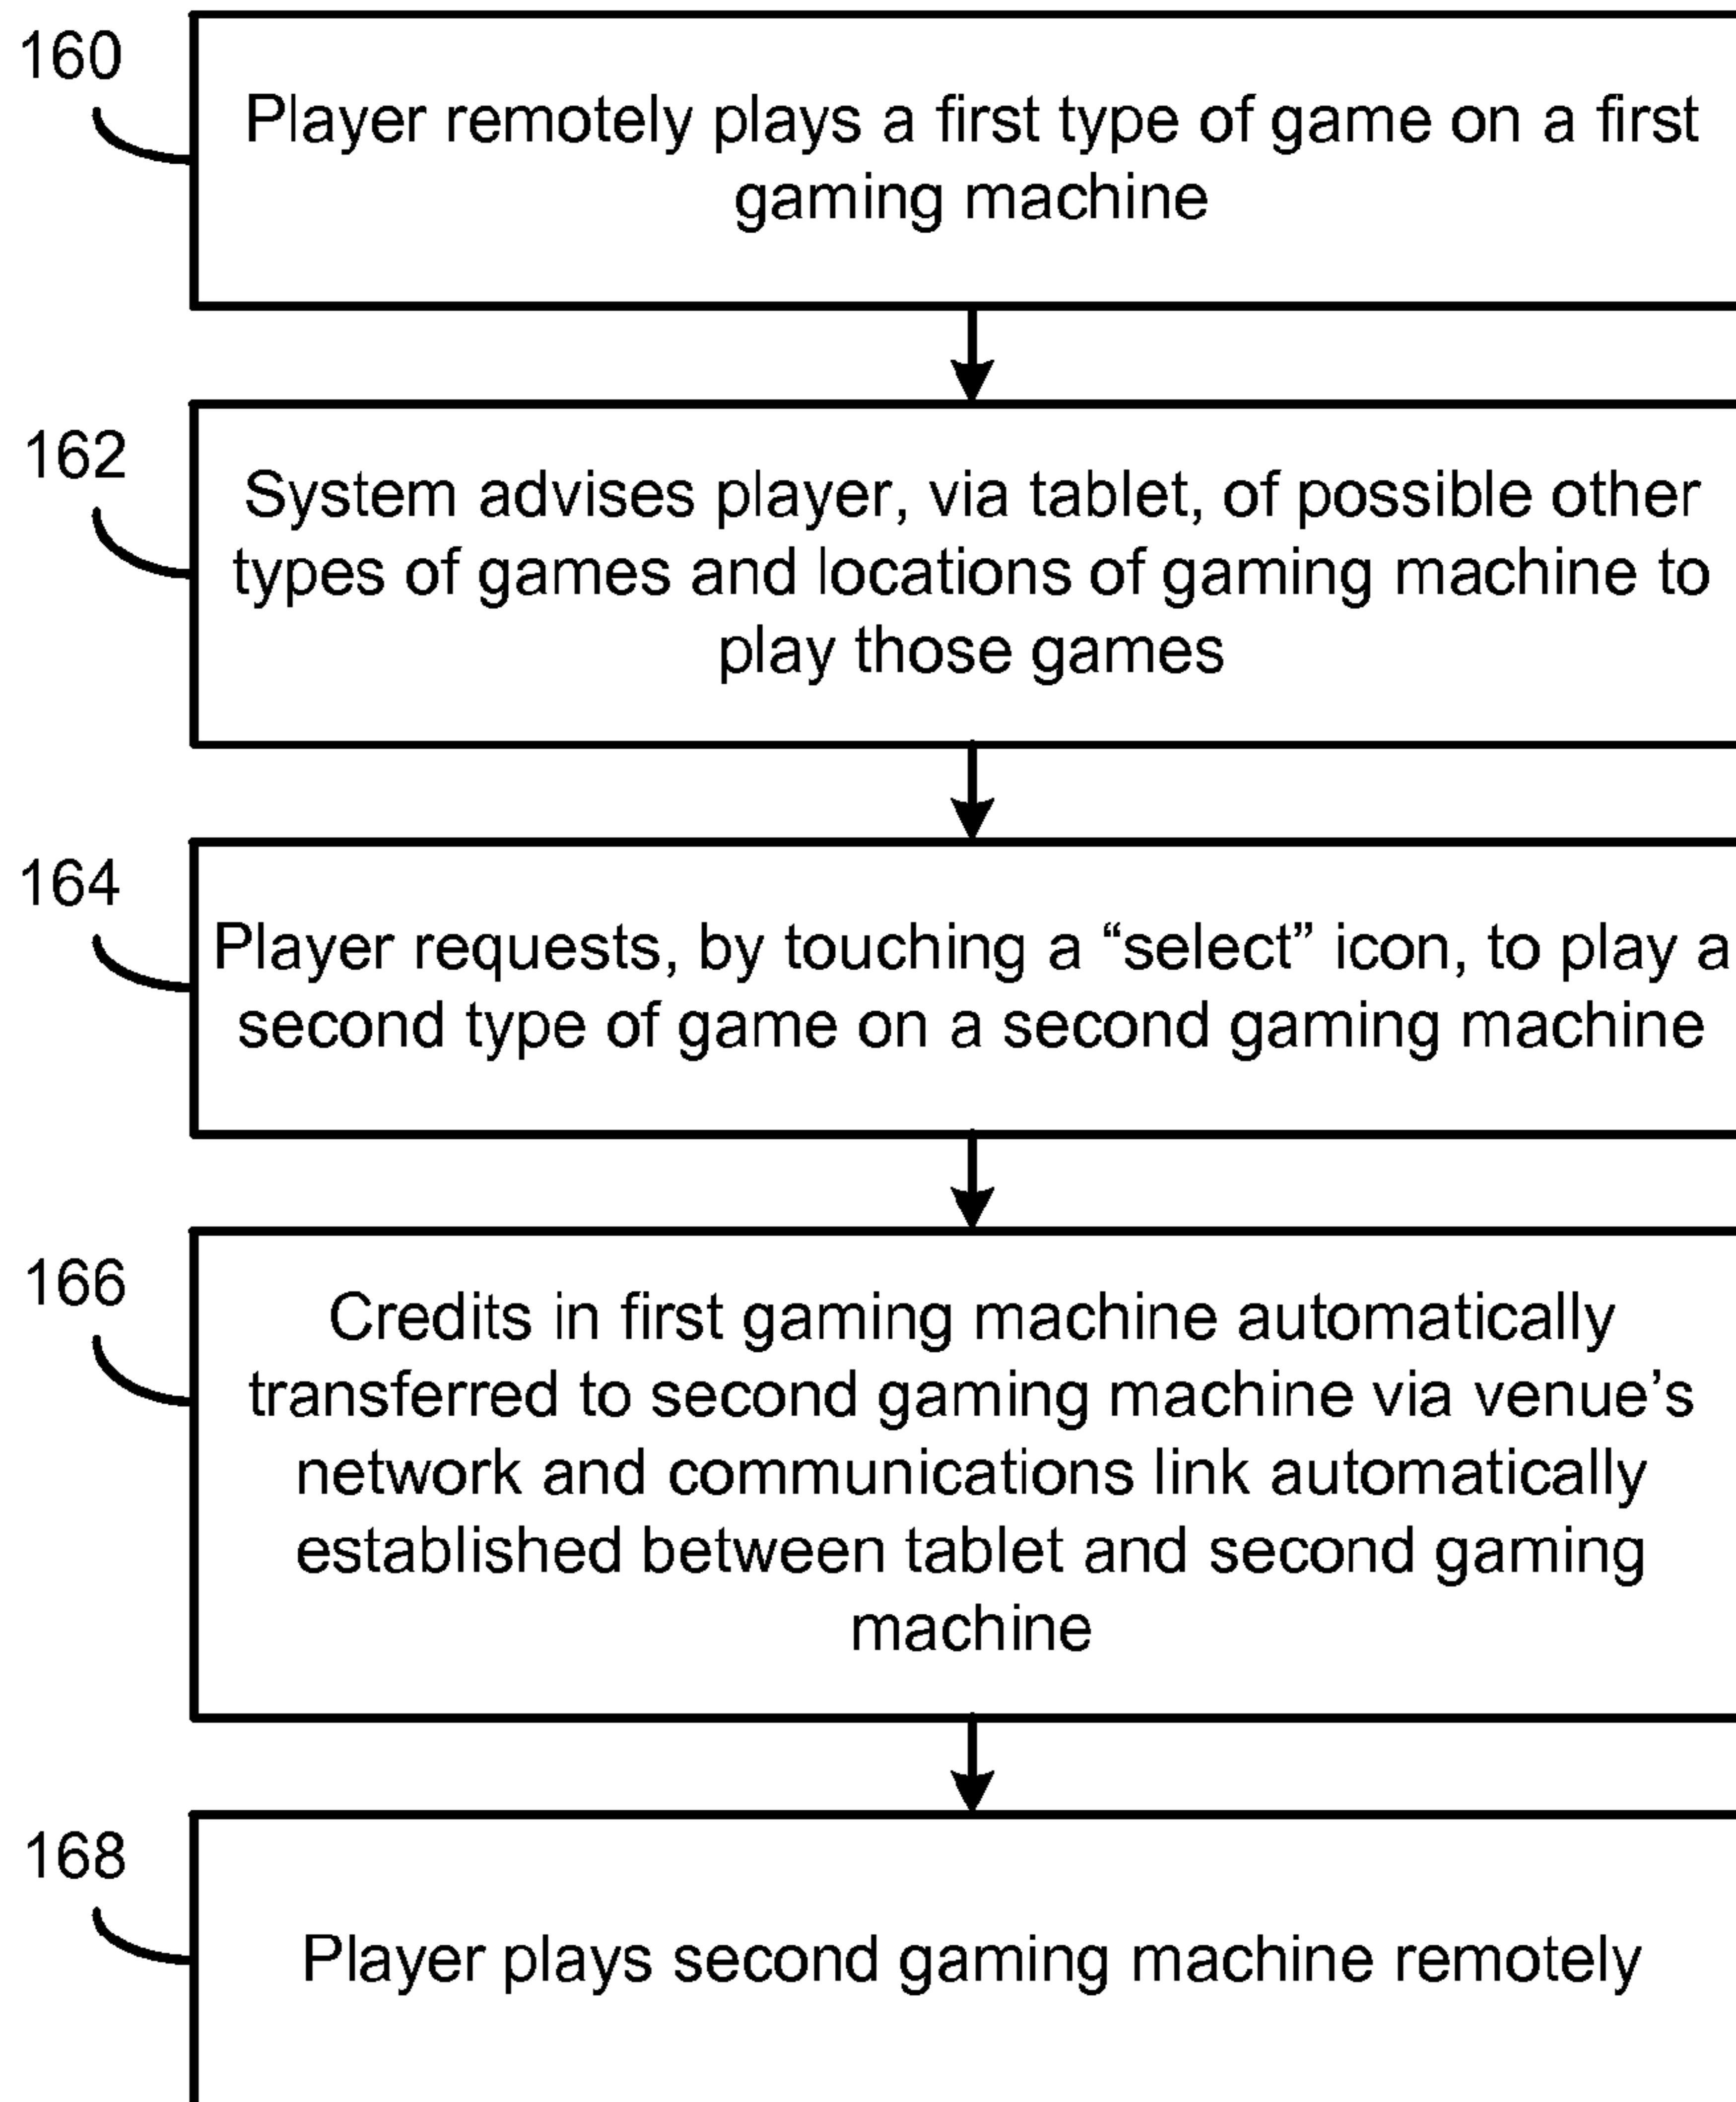 160
Player remotely plays a first type of game on a first
gaming machine
162
System advises player, via tablet, of possible other
types of games and locations of gaming machine to
play those games
164
Player requests, by touching a “select” icon, to play a
second type of game on a second gaming machine
166
Credits in first gaming machine automatically
transferred to second gaming machine via venue’s
network and communications link automatically
established between tablet and second gaming
machine
168
Player plays second gaming machine remotely